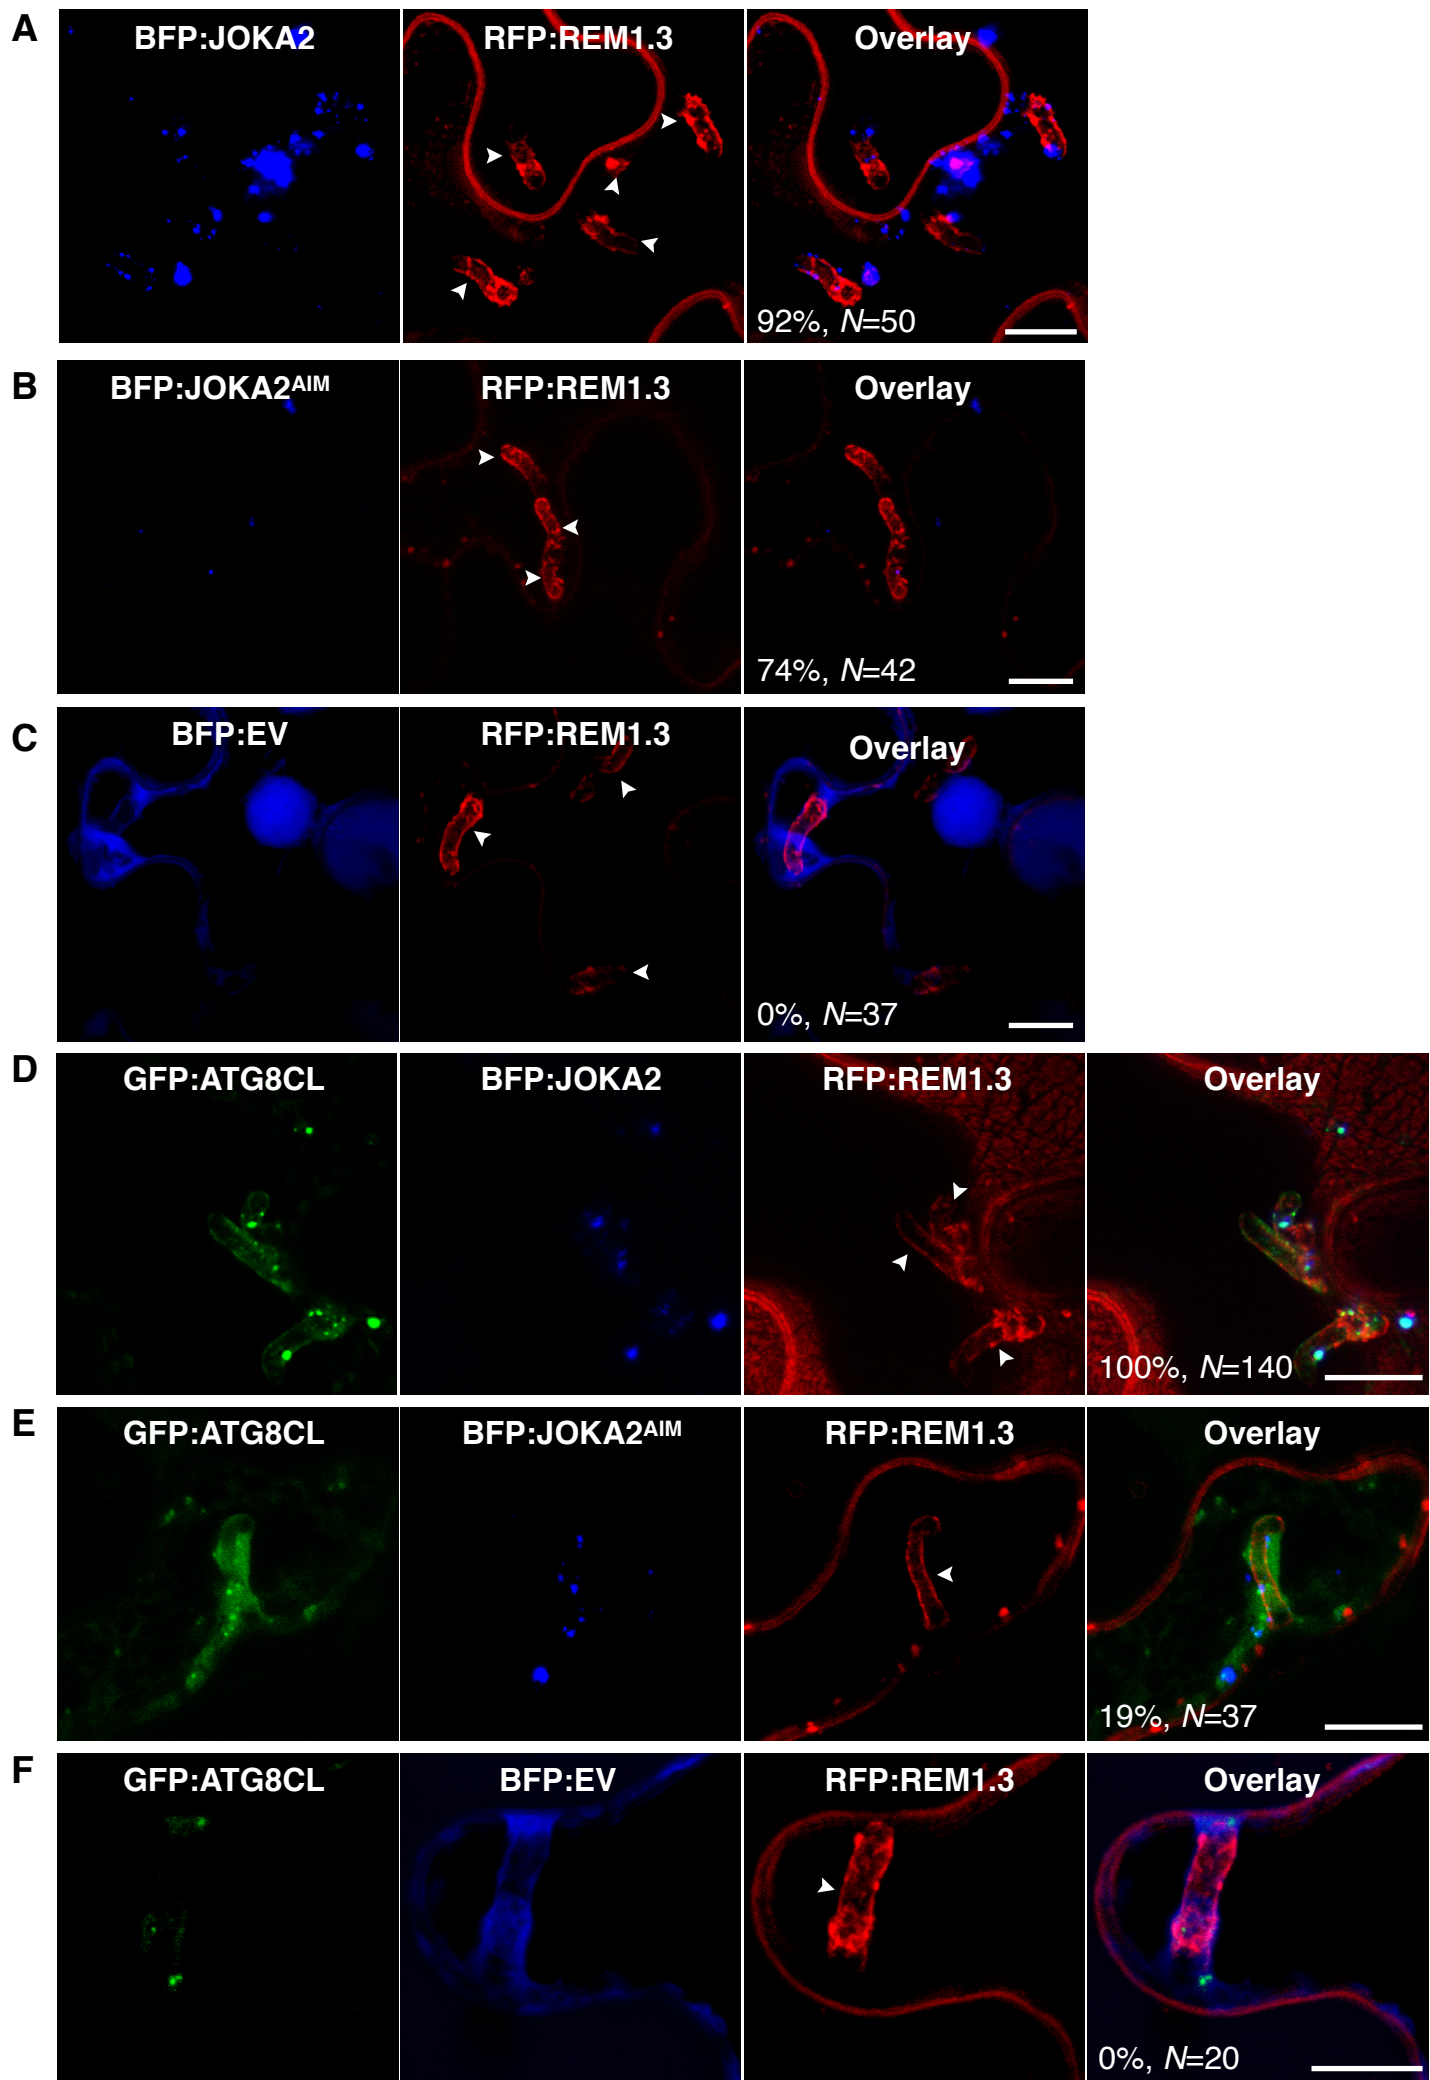 A
BFP:JOKA2
RFP:REM1.3
Overlay
92%, N=50
B
BFP:JOKA2AIM
RFP:REM1.3
Overlay
74%, N=42
C
BFP:EV
RFP:REM1.3
Overlay
0%, N=37
D
GFP:ATG8CL
BFP:JOKA2
RFP:REM1.3
Overlay
100%, N=140
E
GFP:ATG8CL
BFP:JOKA2AIM
RFP:REM1.3
Overlay
19%, N=37
F
GFP:ATG8CL
BFP:EV
RFP:REM1.3
Overlay
0%, N=20